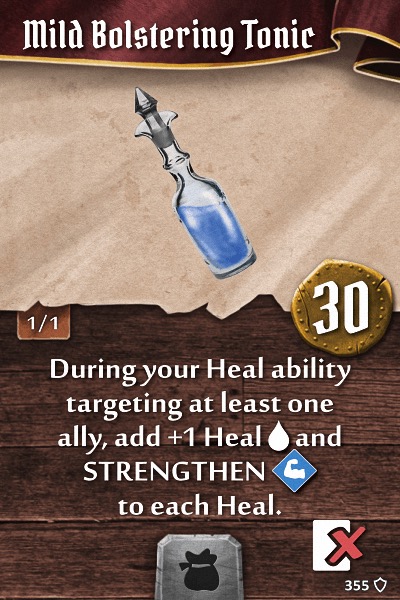 Mild Bolstering Tonic
30
1/1
During your Heal ability
targeting at least one
ally, add +1 Heal and
STRENGTHEN
to each Heal.
355